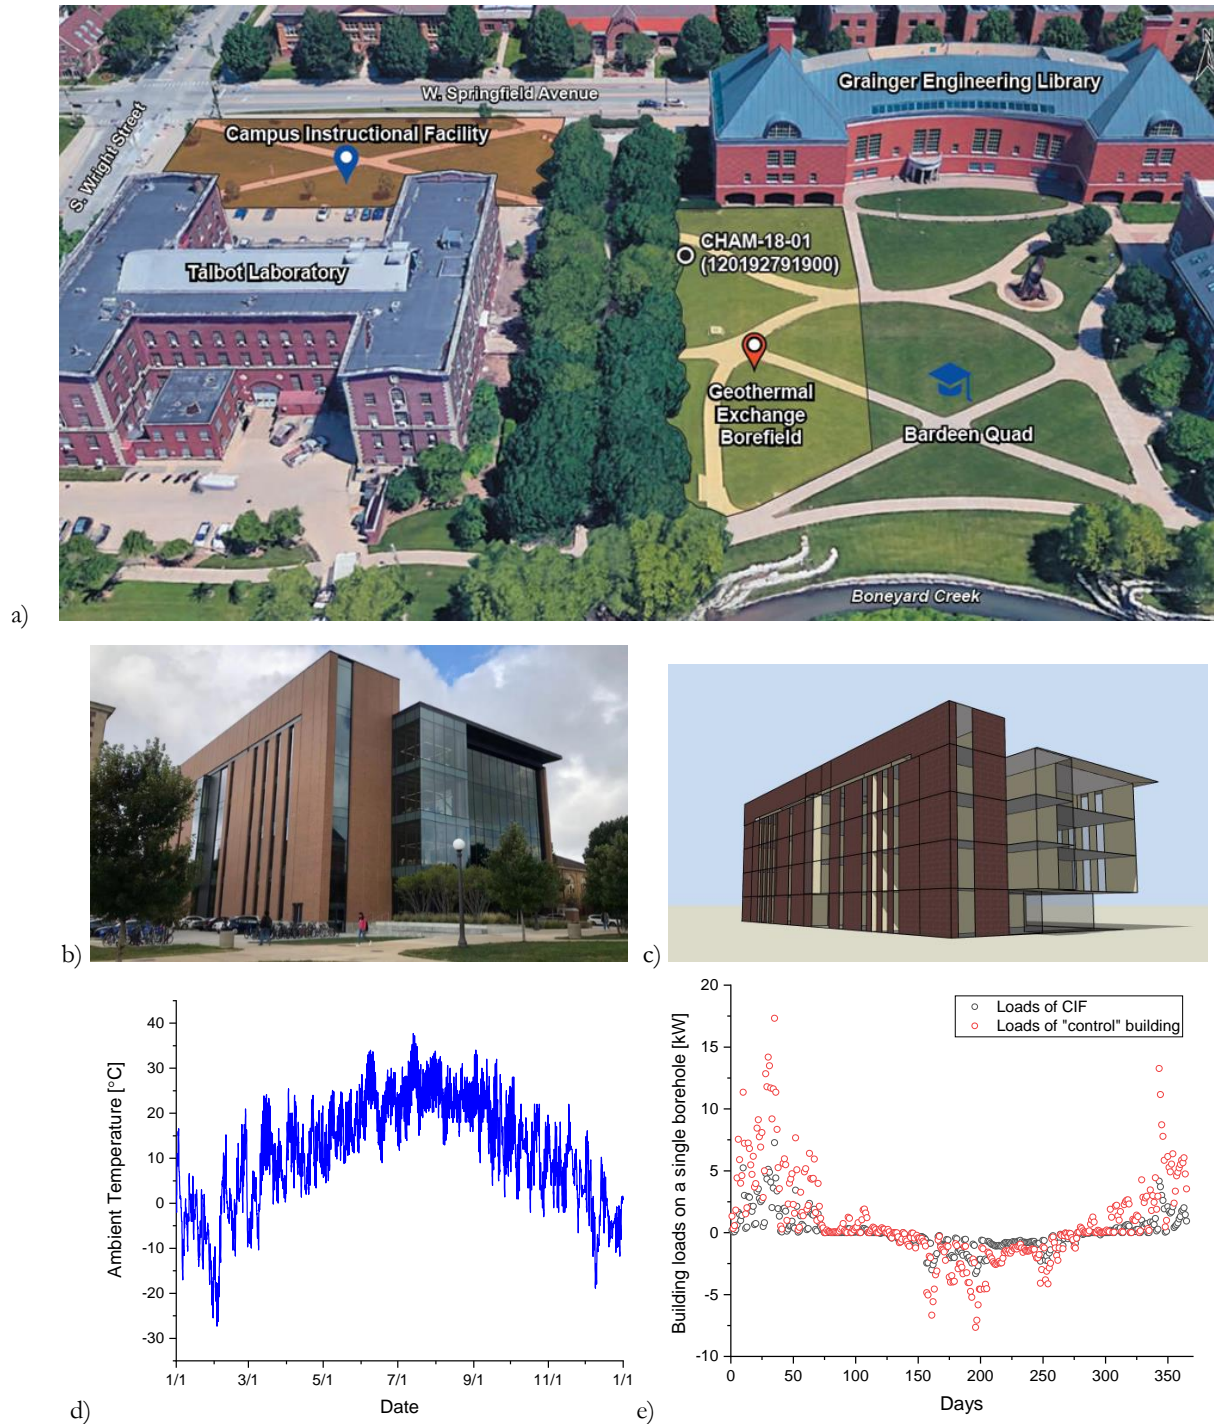 N
W. Springfield Avenue
Grainger Engineering Library
Campus Instructional Facility
S. Wright Street
CHAM-18-01
(120192791900)
Talbot Laboratory
Geothermal
Exchange
Borefield
Bardeen Quad
Boneyard Creek
a)
b)
c)
40
30
20
10
0
-10
-20
-30
Ambient Temperature [°C]
1/1 3/1 5/1 7/1 9/1 11/1 1/1
Date
d)
20
15
10
5
0
-5
-10
Building loads on a single borehole [kW]
Loads of CIF
Loads of "control" building
0 50 100 150 200 250 300 350
Days
e)